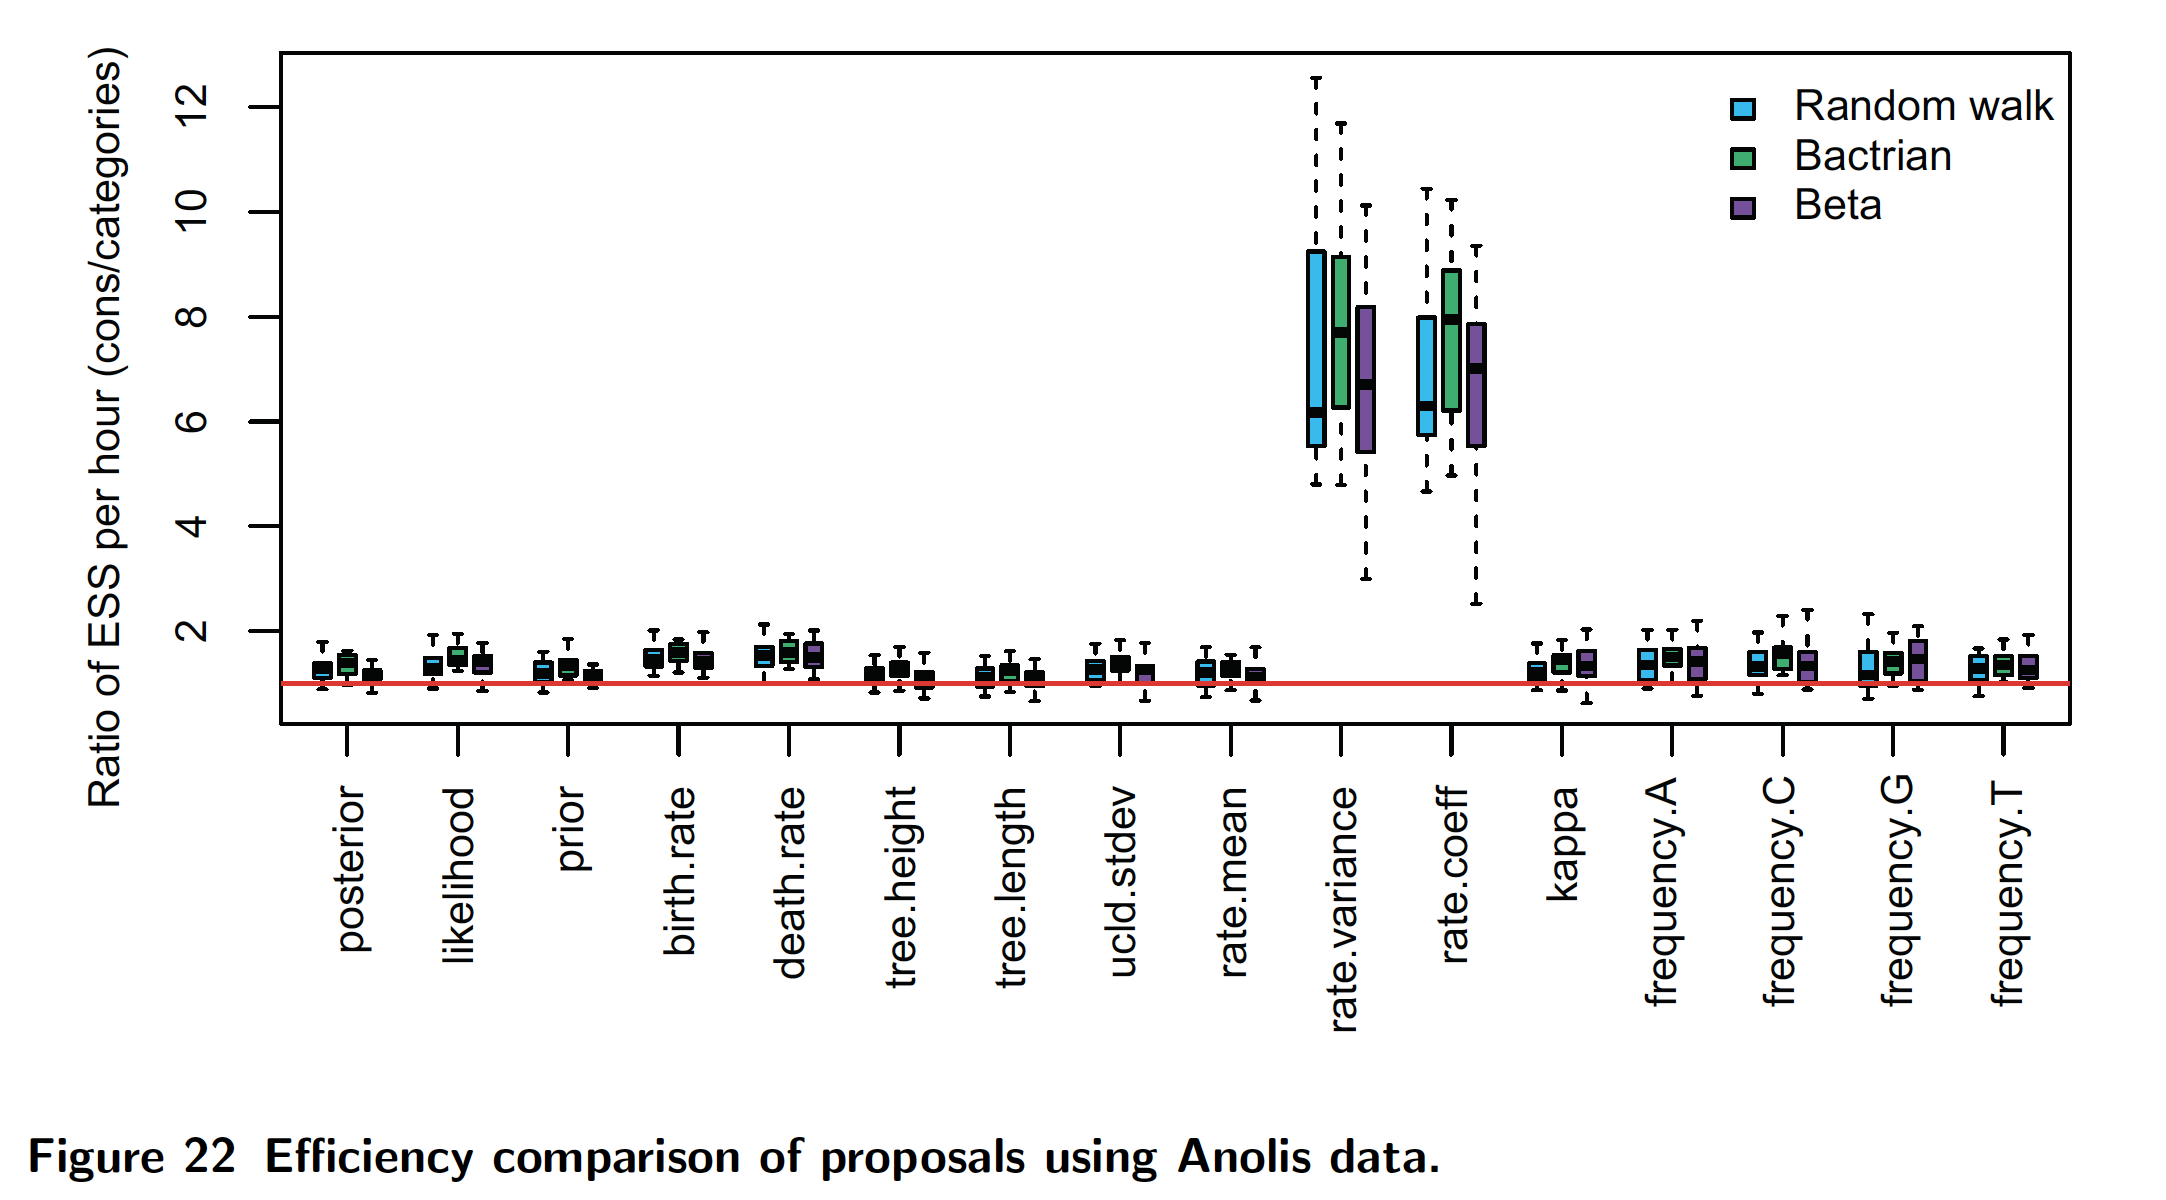 Ratio of ESS per hour (cons/categories)
12
10
8
6
4
2
Random walk
Bactrian
Beta
posterior
likelihood
prior
birth.rate
death.rate
tree.height
tree.length
ucld.stdev
rate.mean
rate.variance
rate.coeff
kappa
frequency.A
frequency.C
frequency.G
frequency.T
Figure 22 Efficiency comparison of proposals using Anolis data.